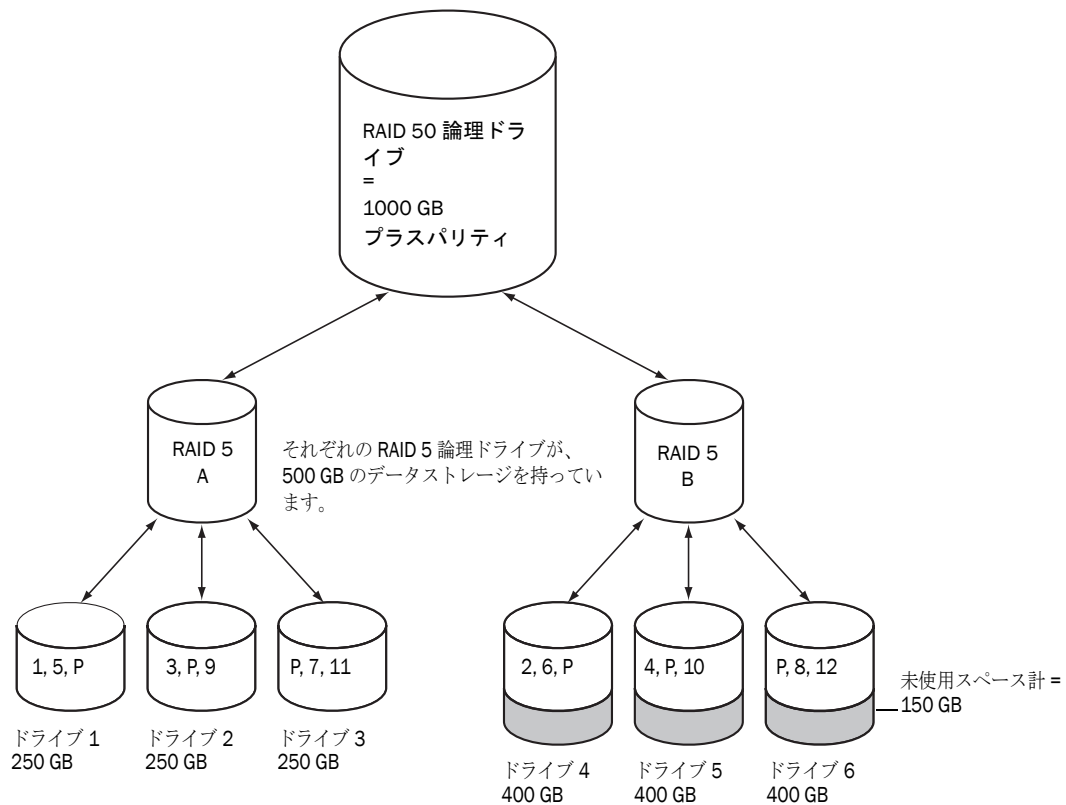 RAID 50 論理ドラ
イブ
=
1000 GB
プラスパリティ
RAID 5
A
それぞれの RAID 5 論理ドライブが、
500 GB のデータストレージを持ってい
ます。
RAID 5
B
1, 5, P
3, P, 9
P, 7, 11
2, 6, P
4, P, 10
P, 8, 12
未使用スペース計 =
150 GB
ドライブ 1
250 GB
ドライブ 2
250 GB
ドライブ 3
250 GB
ドライブ 4
400 GB
ドライブ 5
400 GB
ドライブ 6
400 GB